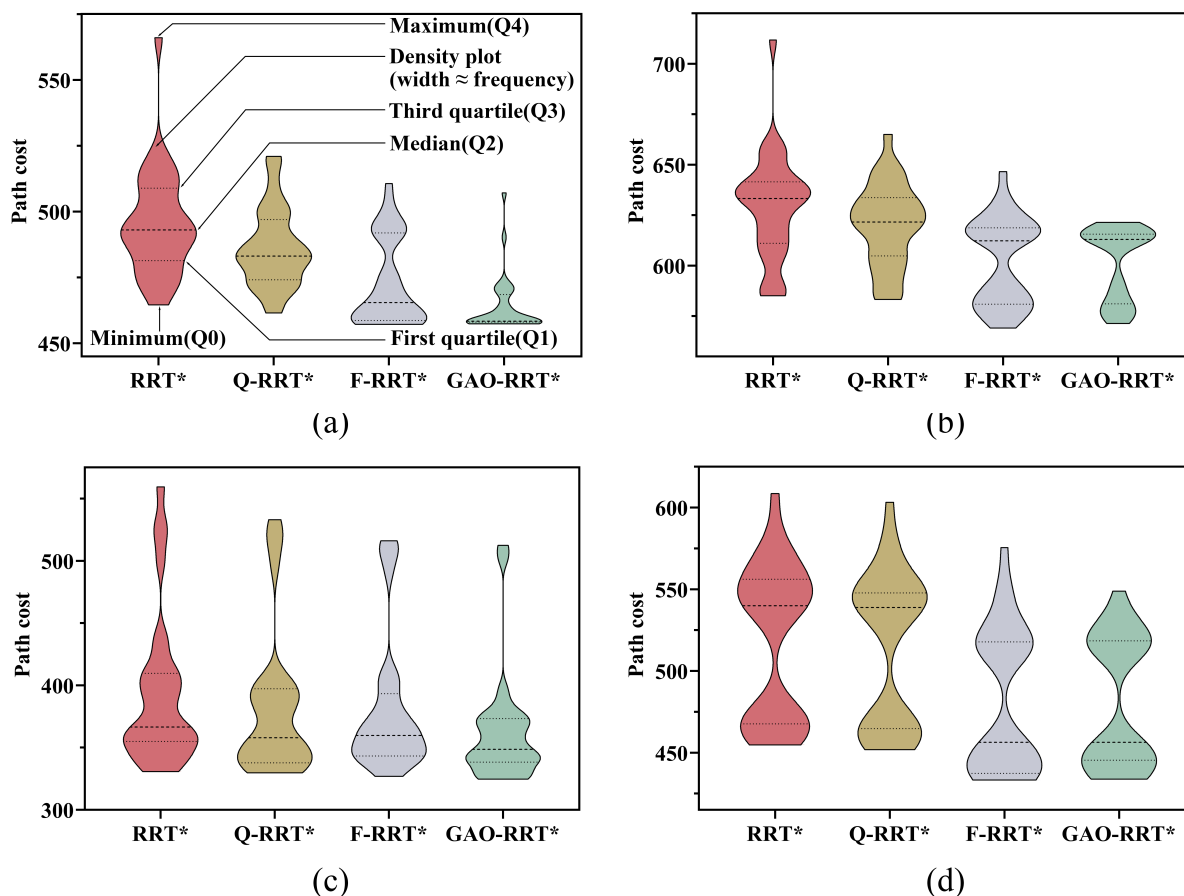 Maximum(Q4)
Density plot
(width ≈ frequency)
Third quartile(Q3)
Median(Q2)
Minimum(Q0)
First quartile(Q1)
Path cost
550
500
450
RRT*
Q-RRT*
F-RRT*
GAO-RRT*
(a)
Path cost
700
650
600
RRT*
Q-RRT*
F-RRT*
GAO-RRT*
(b)
Path cost
500
400
300
RRT*
Q-RRT*
F-RRT*
GAO-RRT*
(c)
Path cost
600
550
500
450
RRT*
Q-RRT*
F-RRT*
GAO-RRT*
(d)